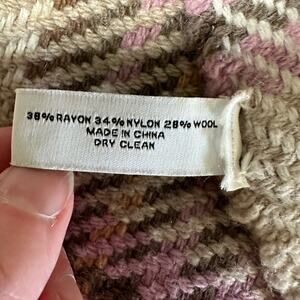 38% RAYON 34% NYLON 28% WOOL
MADE IN CHINA
DRY CLEAN